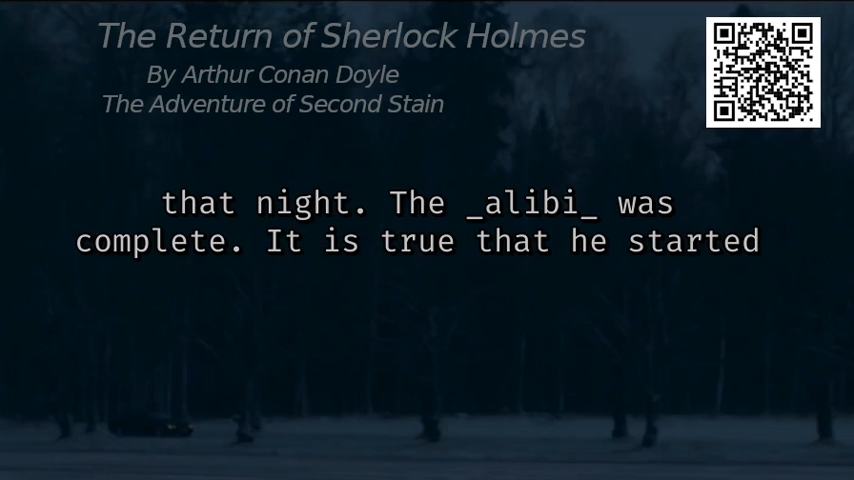 The Return of Sherlock Holmes
By Arthur Conan Doyle
The Adventure of Second Stain
that night. The _alibi_ was
complete. It is true that he started